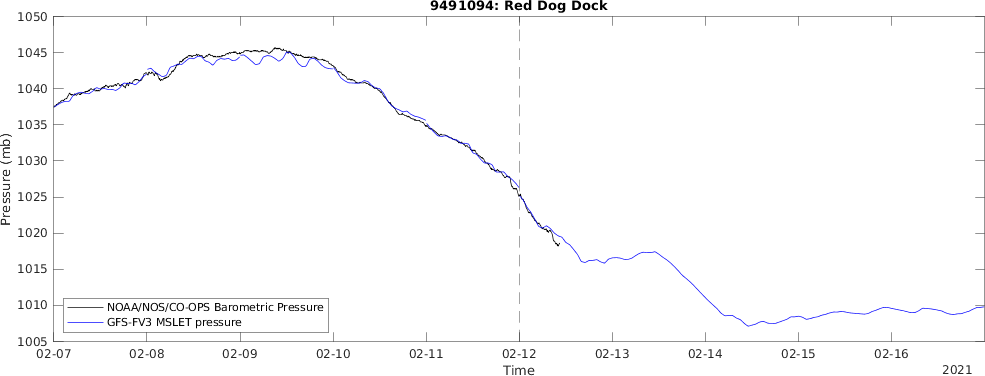 9491094: Red Dog Dock
Pressure (mb)
1050
1045
1040
1035
1030
1025
1020
1015
1010
1005
NOAA/NOS/CO-OPS Barometric Pressure
GFS-FV3 MSLET pressure
02-07 02-08 02-09 02-10 02-11 02-12 02-13 02-14 02-15 02-16
Time
2021